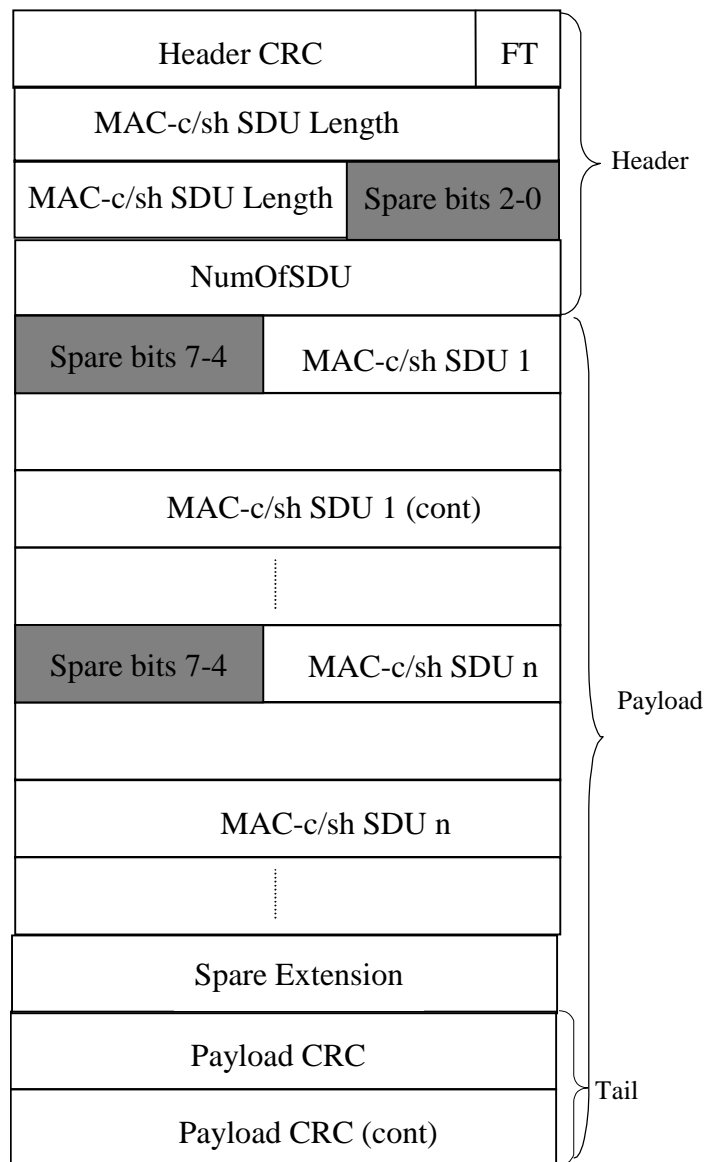 Header CRC FT
MAC-c/sh SDU Length
Header
MAC-c/sh SDU Length Spare bits 2-0
NumOfSDU
Spare bits 7-4 MAC-c/sh SDU 1
MAC-c/sh SDU 1 (cont)
Spare bits 7-4 MAC-c/sh SDU n
Payload
MAC-c/sh SDU n
Spare Extension
Payload CRC
Tail
Payload CRC (cont)